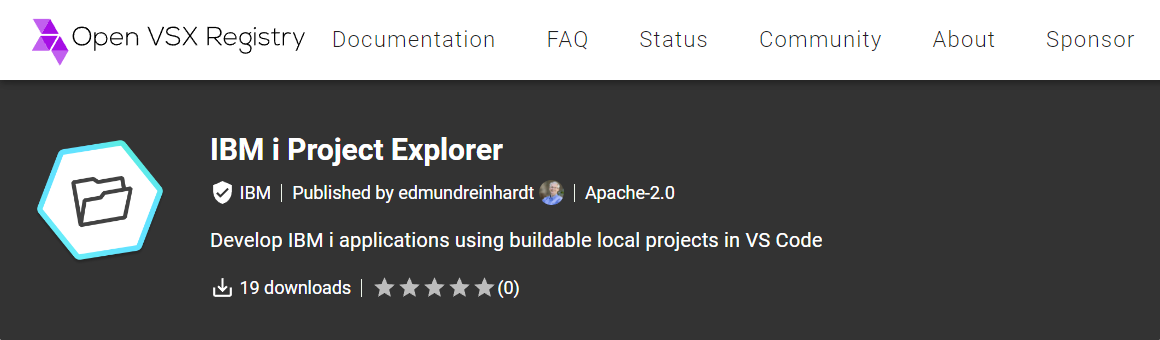 Open VSX Registry Documentation FAQ Status Community About Sponsor
IBM i Project Explorer
IBM | Published by edmundreinhardt | Apache-2.0
Develop IBM i applications using buildable local projects in VS Code
19 downloads | (0)